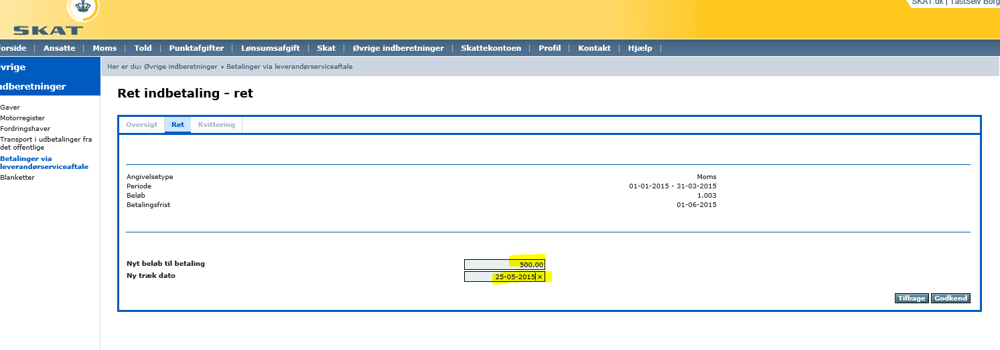 SKAT.dk | TastSelv Borg
SKAT
orside Ansatte Moms Told Punktafgifter Lønsumsafgift Skat Øvrige indberetninger Skattekontoen Profil Kontakt Hjælp
vrige
ndberetninger
Her er du: Øvrige indberetninger Betalinger via leverandørserviceaftale
Gaver
Motorregister
Fordringshaver
Transport i udbetalinger fra
det offentlige
Betalinger via
leverandørserviceaftale
Blanketter
Ret indbetaling - ret
Oversigt Ret Kvittering
Angivelsetype Moms
Periode 01-01-2015 - 31-03-2015
Beløb 1.003
Betalingsfrist 01-06-2015
Nyt beløb til betaling 500,00
Ny træk dato 25-05-2015 ×
Tilbage Godkend